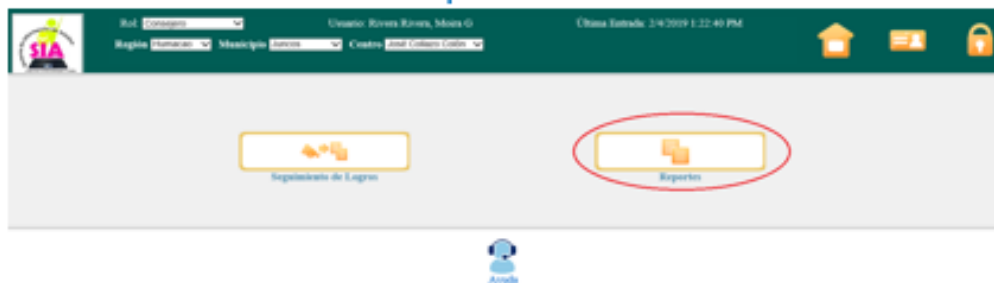 SIA
Rol: Consejero Usuario: Rivera Rivera, Moira G Última Entrada: 2/4/2019 1:22:40 PM
Región Humacao Municipio Juncos Centro José Collazo Colón
Seguimiento de Logros
Reportes
Ayuda